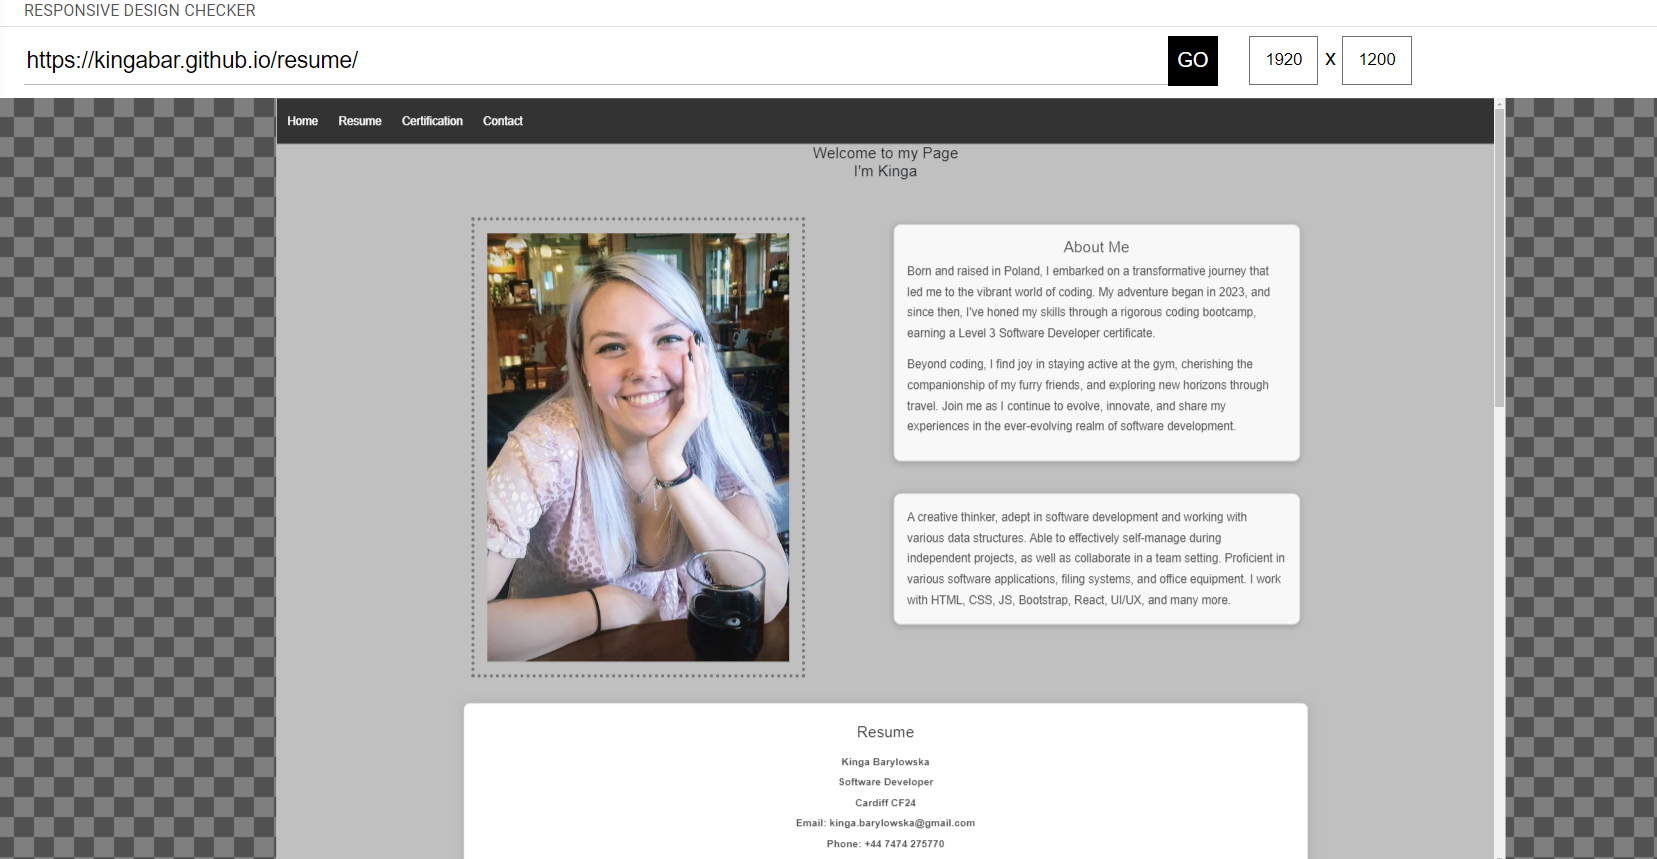 RESPONSIVE DESIGN CHECKER
https://kingabar.github.io/resume/
GO
1920 X 1200
Home Resume Certification Contact
Welcome to my Page
I'm Kinga
About Me
Born and raised in Poland, I embarked on a transformative journey that
led me to the vibrant world of coding. My adventure began in 2023, and
since then, I've honed my skills through a rigorous coding bootcamp,
earning a Level 3 Software Developer certificate.
Beyond coding, I find joy in staying active at the gym, cherishing the
companionship of my furry friends, and exploring new horizons through
travel. Join me as I continue to evolve, innovate, and share my
experiences in the ever-evolving realm of software development.
A creative thinker, adept in software development and working with
various data structures. Able to effectively self-manage during
independent projects, as well as collaborate in a team setting. Proficient in
various software applications, filing systems, and office equipment. I work
with HTML, CSS, JS, Bootstrap, React, UI/UX, and many more.
Resume
Kinga Barylowska
Software Developer
Cardiff CF24
Email: kinga.barylowska@gmail.com
Phone: +44 7474 275770